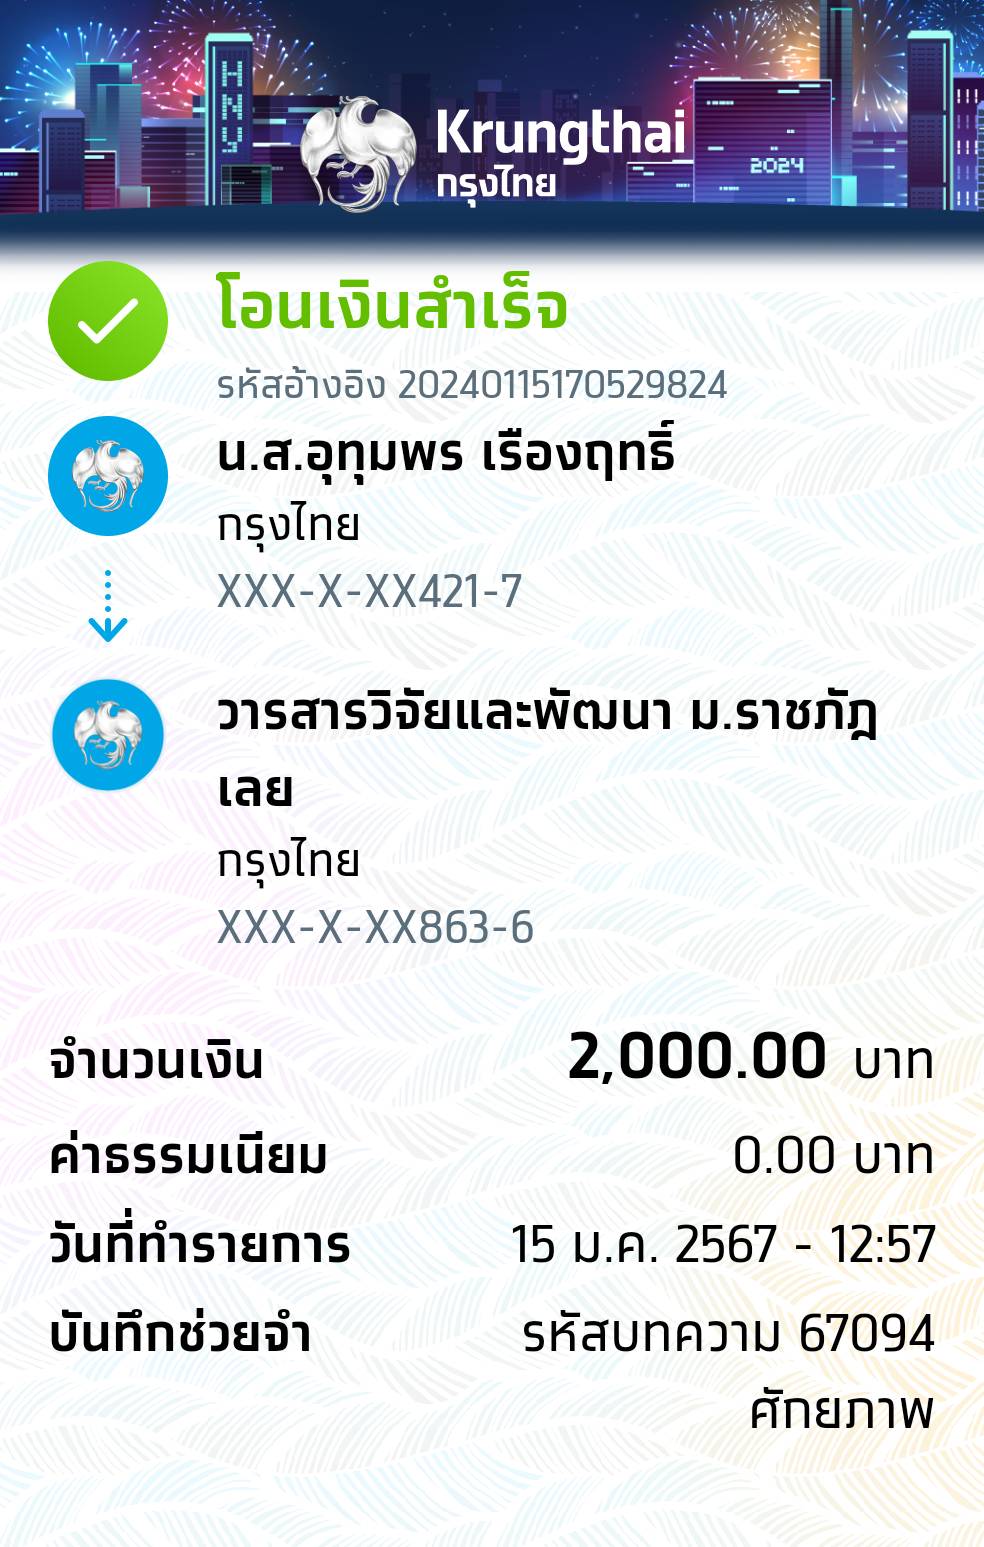 HNY
Krungthai
กรุงไทย
2024
โอนเงินสำเร็จ
รหัสอ้างอิง 20240115170529824
น.ส.อุทุมพร เรืองฤทธิ์
กรุงไทย
XXX-X-XX421-7
วารสารวิจัยและพัฒนา ม.ราชภัฎ
เลย
กรุงไทย
XXX-X-XX863-6
จำนวนเงิน 2,000.00 บาท
ค่าธรรมเนียม 0.00 บาท
วันที่ทำรายการ 15 ม.ค. 2567 - 12:57
บันทึกช่วยจำ รหัสบทความ 67094
ศักยภาพ